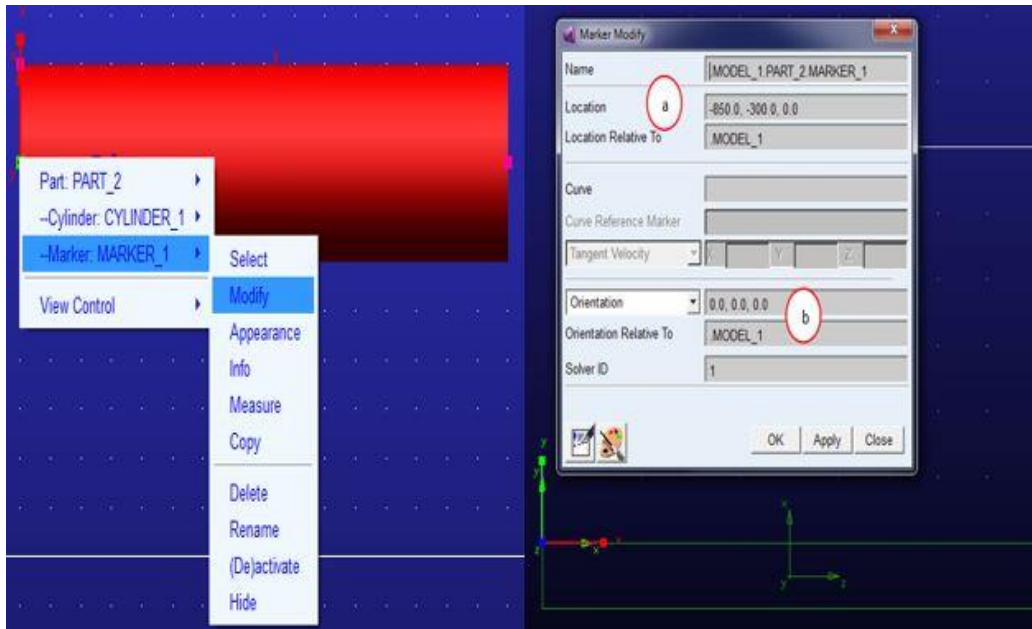 Part: PART_2
--Cylinder: CYLINDER_1
--Marker: MARKER_1
View Control
Select
Modify
Appearance
Info
Measure
Copy
Delete
Rename
(De)activate
Hide
Marker Modify
Name .MODEL_1.PART_2.MARKER_1
Location a -850.0, -300.0, 0.0
Location Relative To .MODEL_1
Curve
Curve Reference Marker
Tangent Velocity X Y Z
Orientation 0.0, 0.0, 0.0 b
Orientation Relative To .MODEL_1
Solver ID 1
OK Apply Close
y
y
x
z x x
y z